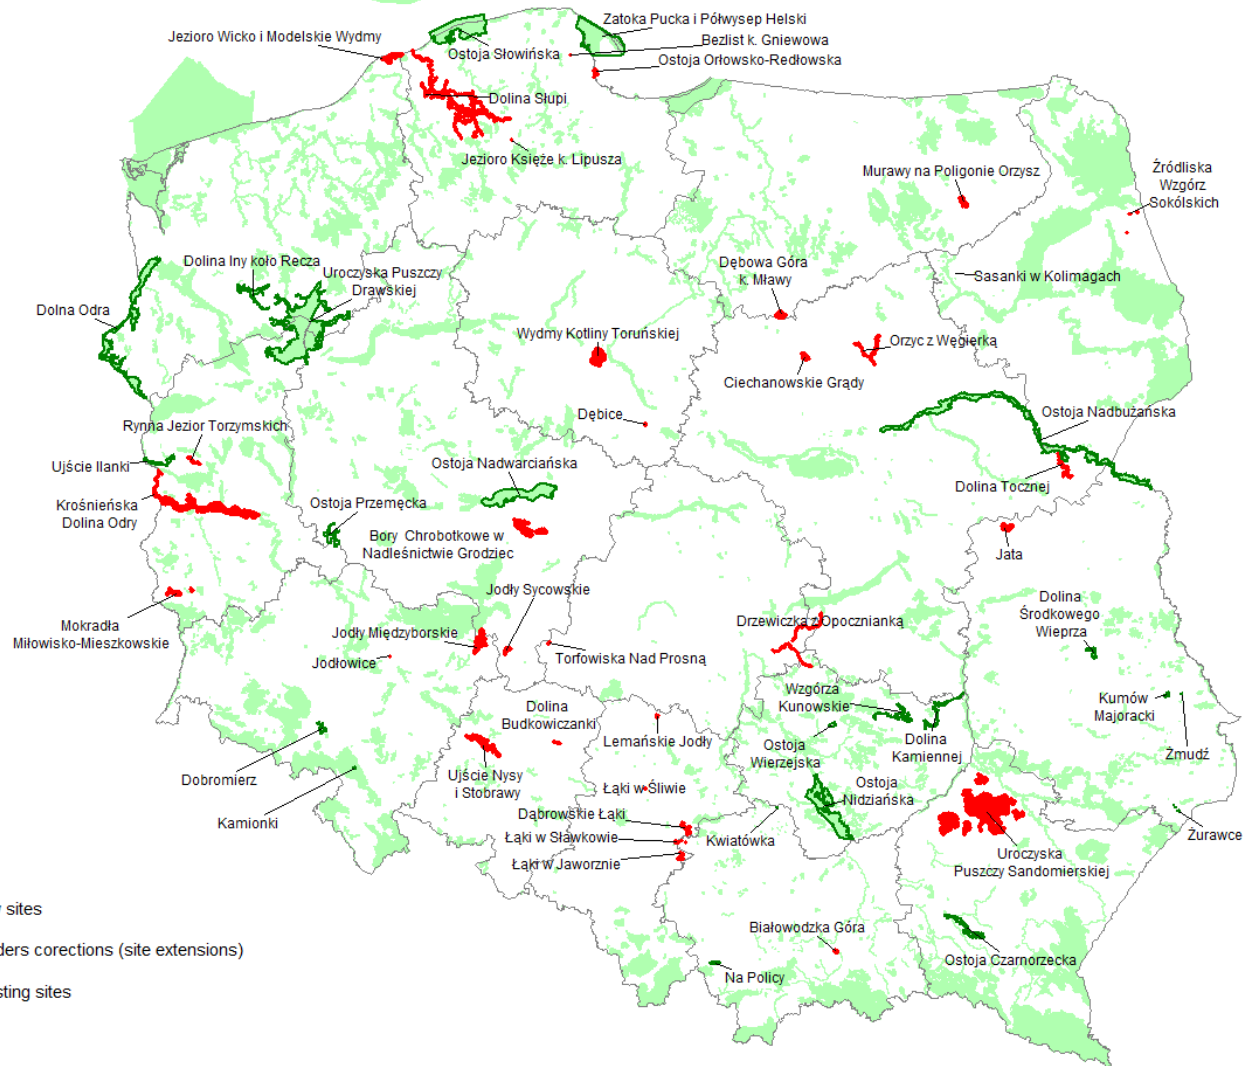 Zatoka Pucka i Półwysep Helski
Jezioro Wicko i Modelskie Wydmy
Bezlist k. Gniewowa
Ostoja Słowińska
Ostoja Orłowsko-Redłowska
Dolina Słupi
Jezioro Księże k. Lipusza
Murawy na Poligonie Orzysz
Źródliska
Wzgórz
Sokólskich
Dolina Iny koło Recza
Uroczyska Puszczy
Drawskiej
Dębowa Góra
k. Mławy
Sasanki w Kolimagach
Dolna Odra
Wydmy Kotliny Toruńskiej
Orzyc z Węgierką
Ciechanowskie Grądy
Dębice
Ostoja Nadbużańska
Rynna Jezior Torzymskich
Ujście Ilanki
Ostoja Nadwarciańska
Dolina Tocznej
Krośnieńska
Dolina Odry
Ostoja Przemęcka
Bory  Chrobotkowe w
Nadleśnictwie Grodziec
Jata
Jodły Sycowskie
Dolina
Środkowego
Wieprza
Mokradła
Miłowisko-Mieszkowskie
Jodły Międzyborskie
Drzewiczka z Opocznianką
Jodłowice
Torfowiska Nad Prosną
Wzgórza
Kunowskie
Kumów
Majoracki
Dolina
Budkowiczanki
Lemańskie Jodły
Ostoja
Wierzejska
Dolina
Kamiennej
Żmudź
Dobromierz
Ujście Nysy
i Stobrawy
Łąki w Śliwie
Ostoja
Nidziańska
Kamionki
Dąbrowskie Łąki
Łąki w Sławkowie
Kwiatówka
Żurawce
Łąki w Jaworznie
Uroczyska
Puszczy Sandomierskiej
sites
Białowodzka Góra
ders corections (site extensions)
Ostoja Czarnorzecka
Na Policy
sting sites